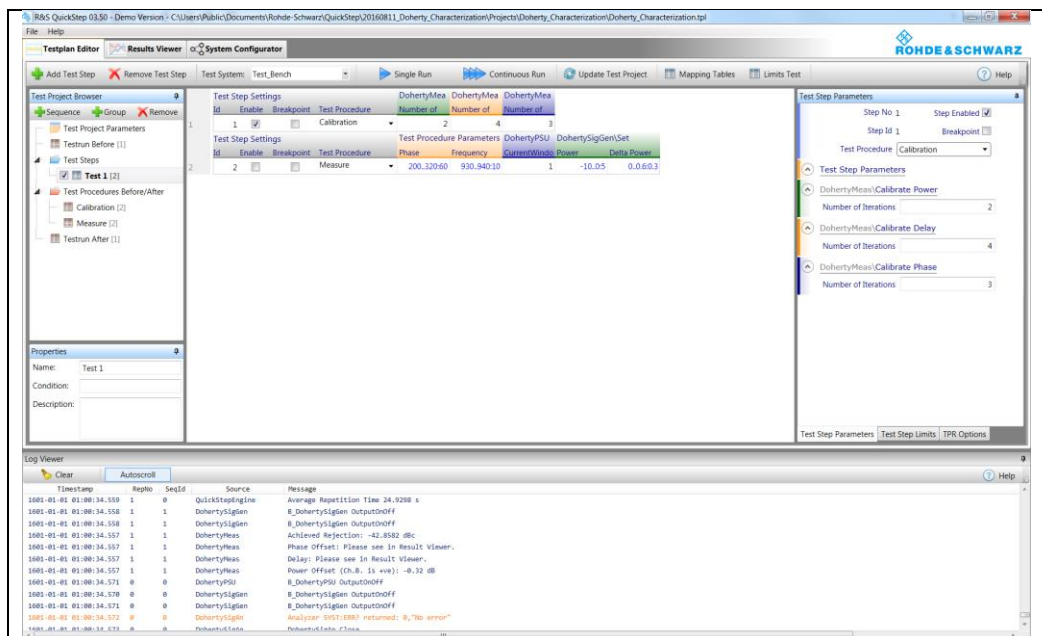 R&S QuickStep 03.50 - Demo Version - C:\Users\Public\Documents\Rohde-Schwarz\QuickStep\20160811_Doherty_Characterization\Projects\Doherty_Characterization\Doherty_Characterization.tpl
File Help
Testplan Editor Results Viewer System Configurator
ROHDE&SCHWARZ
Add Test Step Remove Test Step Test System: Test_Bench Single Run Continuous Run Update Test Project Mapping Tables Limits Test Help
Test Project Browser
Sequence Group Remove
Test Project Parameters
Testrun Before [1]
Test Steps
Test 1 [2]
Test Procedures Before/After
Calibration [2]
Measure [2]
Testrun After [1]
Properties
Name: Test 1
Condition:
Description:
Test Step Settings DohertyMea DohertyMea DohertyMea
Id Enable Breakpoint Test Procedure Number of Number of Number of
1 1 Calibration 2 4 3
Test Step Settings Test Procedure Parameters DohertyPSU DohertySigGen\Set
Id Enable Breakpoint Test Procedure Phase Frequency CurrentWindo Power Delta Power
2 2 Measure 200..320:60 930..940:10 1 -10..0:5 0..0.6:0.3
Test Step Parameters
Step No 1 Step Enabled
Step Id 1 Breakpoint
Test Procedure Calibration
Test Step Parameters
DohertyMeas\Calibrate Power
Number of Iterations 2
DohertyMeas\Calibrate Delay
Number of Iterations 4
DohertyMeas\Calibrate Phase
Number of Iterations 3
Test Step Parameters Test Step Limits TPR Options
Log Viewer
Clear Autoscroll Help
Timestamp RepNo SeqId Source Message
1601-01-01 01:00:34.559 1 0 QuickStepEngine Average Repetition Time 24.9298 s
1601-01-01 01:00:34.558 1 1 DohertySigGen B_DohertySigGen OutputOnOff
1601-01-01 01:00:34.558 1 1 DohertySigGen B_DohertySigGen OutputOnOff
1601-01-01 01:00:34.557 1 1 DohertyMeas Achieved Rejection: -42.8582 dBc
1601-01-01 01:00:34.557 1 1 DohertyMeas Phase Offset: Please see in Result Viewer.
1601-01-01 01:00:34.557 1 1 DohertyMeas Delay: Please see in Result Viewer.
1601-01-01 01:00:34.557 1 1 DohertyMeas Power Offset (Ch.B. is +ve): -0.32 dB
1601-01-01 01:00:34.571 0 0 DohertyPSU B_DohertyPSU OutputOnOff
1601-01-01 01:00:34.570 0 0 DohertySigGen B_DohertySigGen OutputOnOff
1601-01-01 01:00:34.571 0 0 DohertySigGen B_DohertySigGen OutputOnOff
1601-01-01 01:00:34.572 0 0 DohertySigAn Analyzer SYST:ERR? returned: 0,"No error"
1601-01-01 01:00:34.573 0 0 DohertySigAn DohertySigAn Close